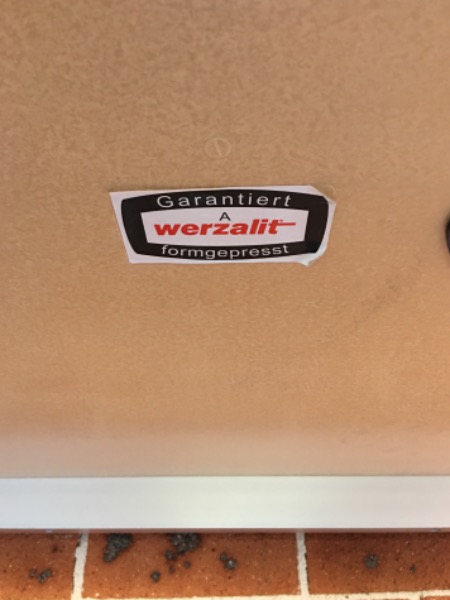 Garantiert
A
werzalit
formgepresst